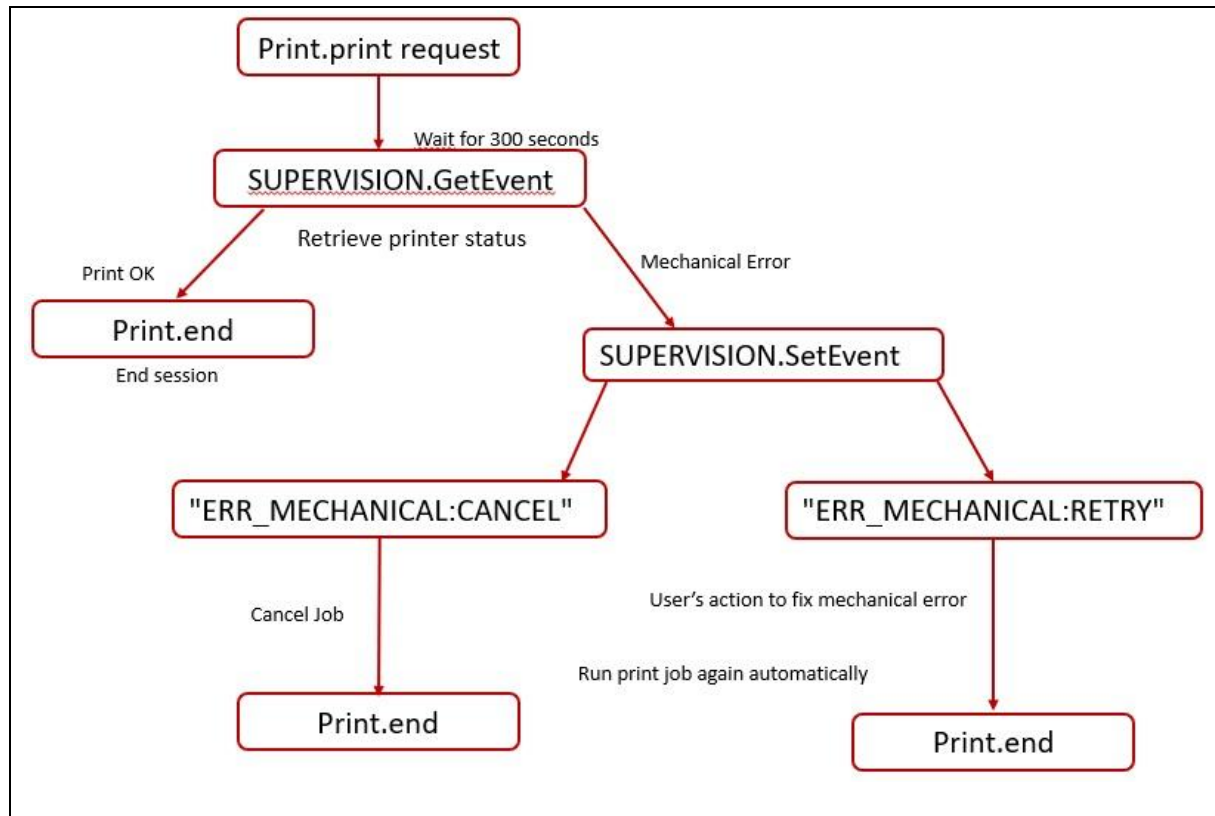 Print.print request
Wait for 300 seconds
SUPERVISION.GetEvent
Retrieve printer status
Print OK
Mechanical Error
Print.end
End session
SUPERVISION.SetEvent
"ERR_MECHANICAL:CANCEL"
"ERR_MECHANICAL:RETRY"
Cancel Job
User’s action to fix mechanical error
Run print job again automatically
Print.end
Print.end